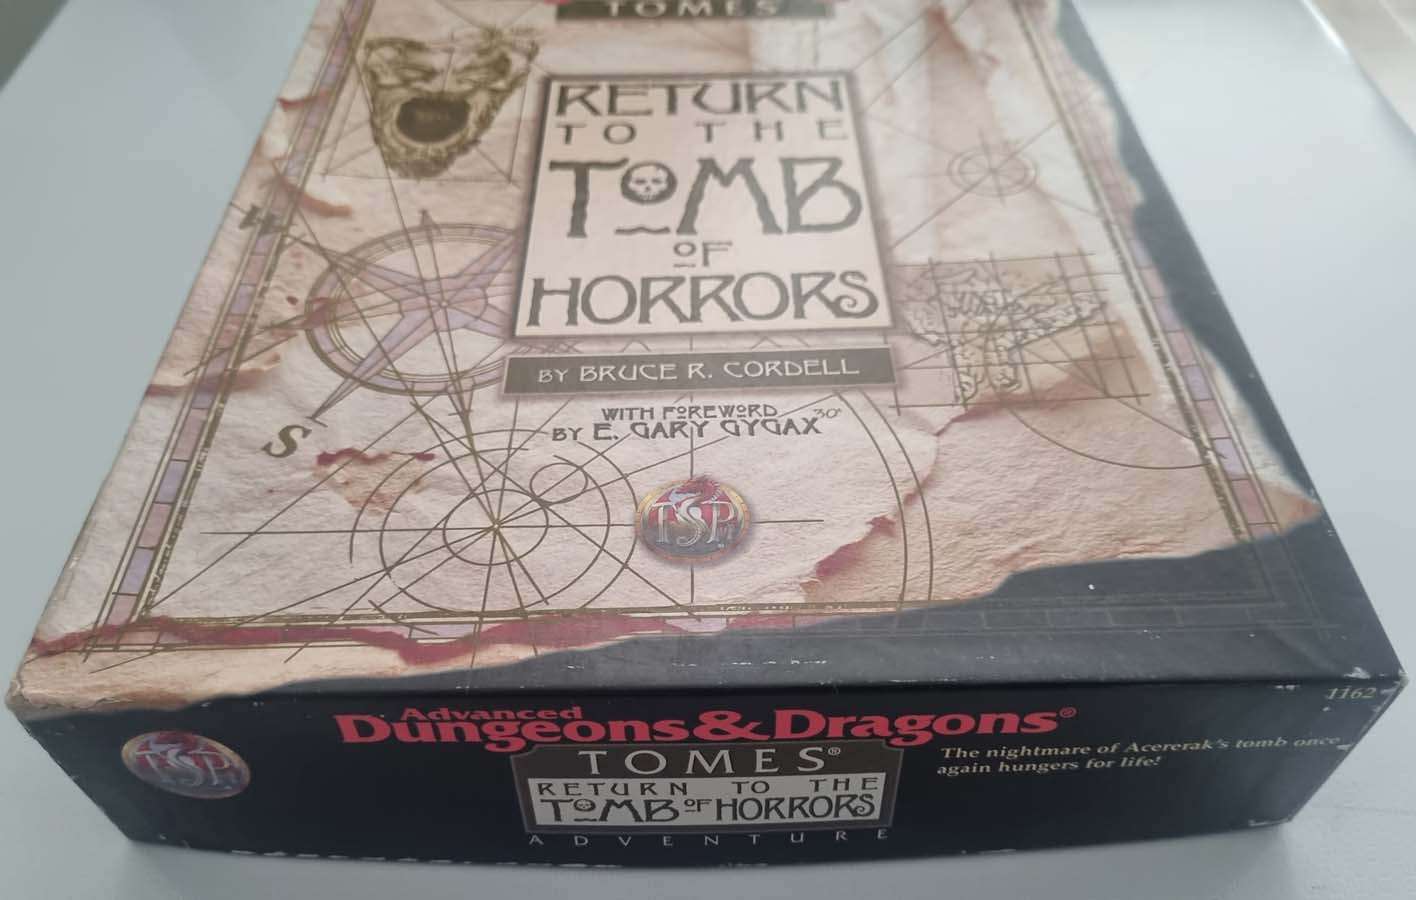 TOMES
RETURN
TO THE
TOMB
OF
HORRORS
BY BRUCE R. CORDELL
WITH FOREWORD
BY E. GARY GYGAX
30°
W
S
TSR
Advanced
Dungeons & Dragons®
TOMES®
RETURN TO THE
TOMB OF HORRORS
ADVENTURE
TSR
1162
The nightmare of Acererak's tomb once
again hungers for life!